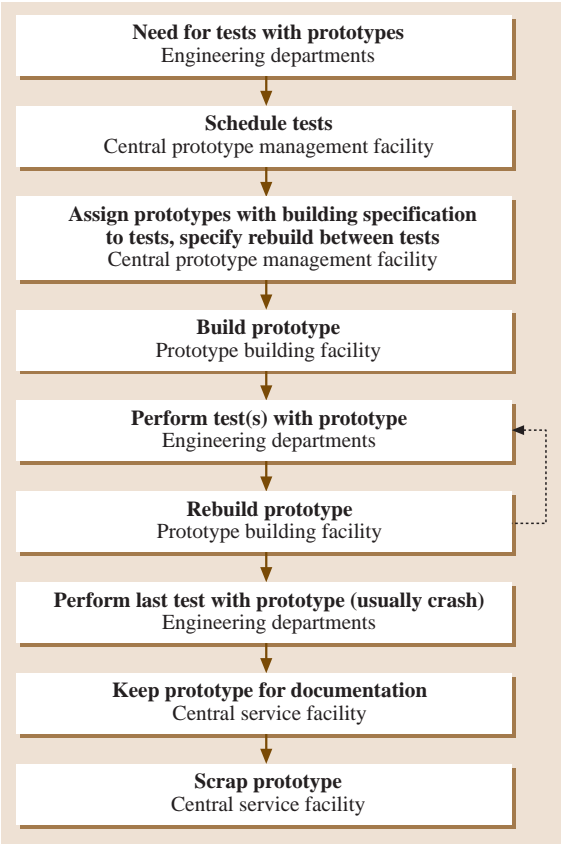 Need for tests with prototypes
Engineering departments
Schedule tests
Central prototype management facility
Assign prototypes with building specification
to tests, specify rebuild between tests
Central prototype management facility
Build prototype
Prototype building facility
Perform test(s) with prototype
Engineering departments
Rebuild prototype
Prototype building facility
Perform last test with prototype (usually crash)
Engineering departments
Keep prototype for documentation
Central service facility
Scrap prototype
Central service facility